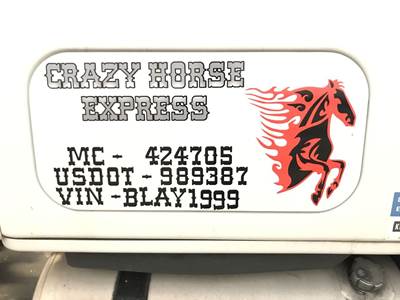 CRAZY HORSE
EXPRESS
MC - 424705
USDOT - 989387
VIN - BLAY1999